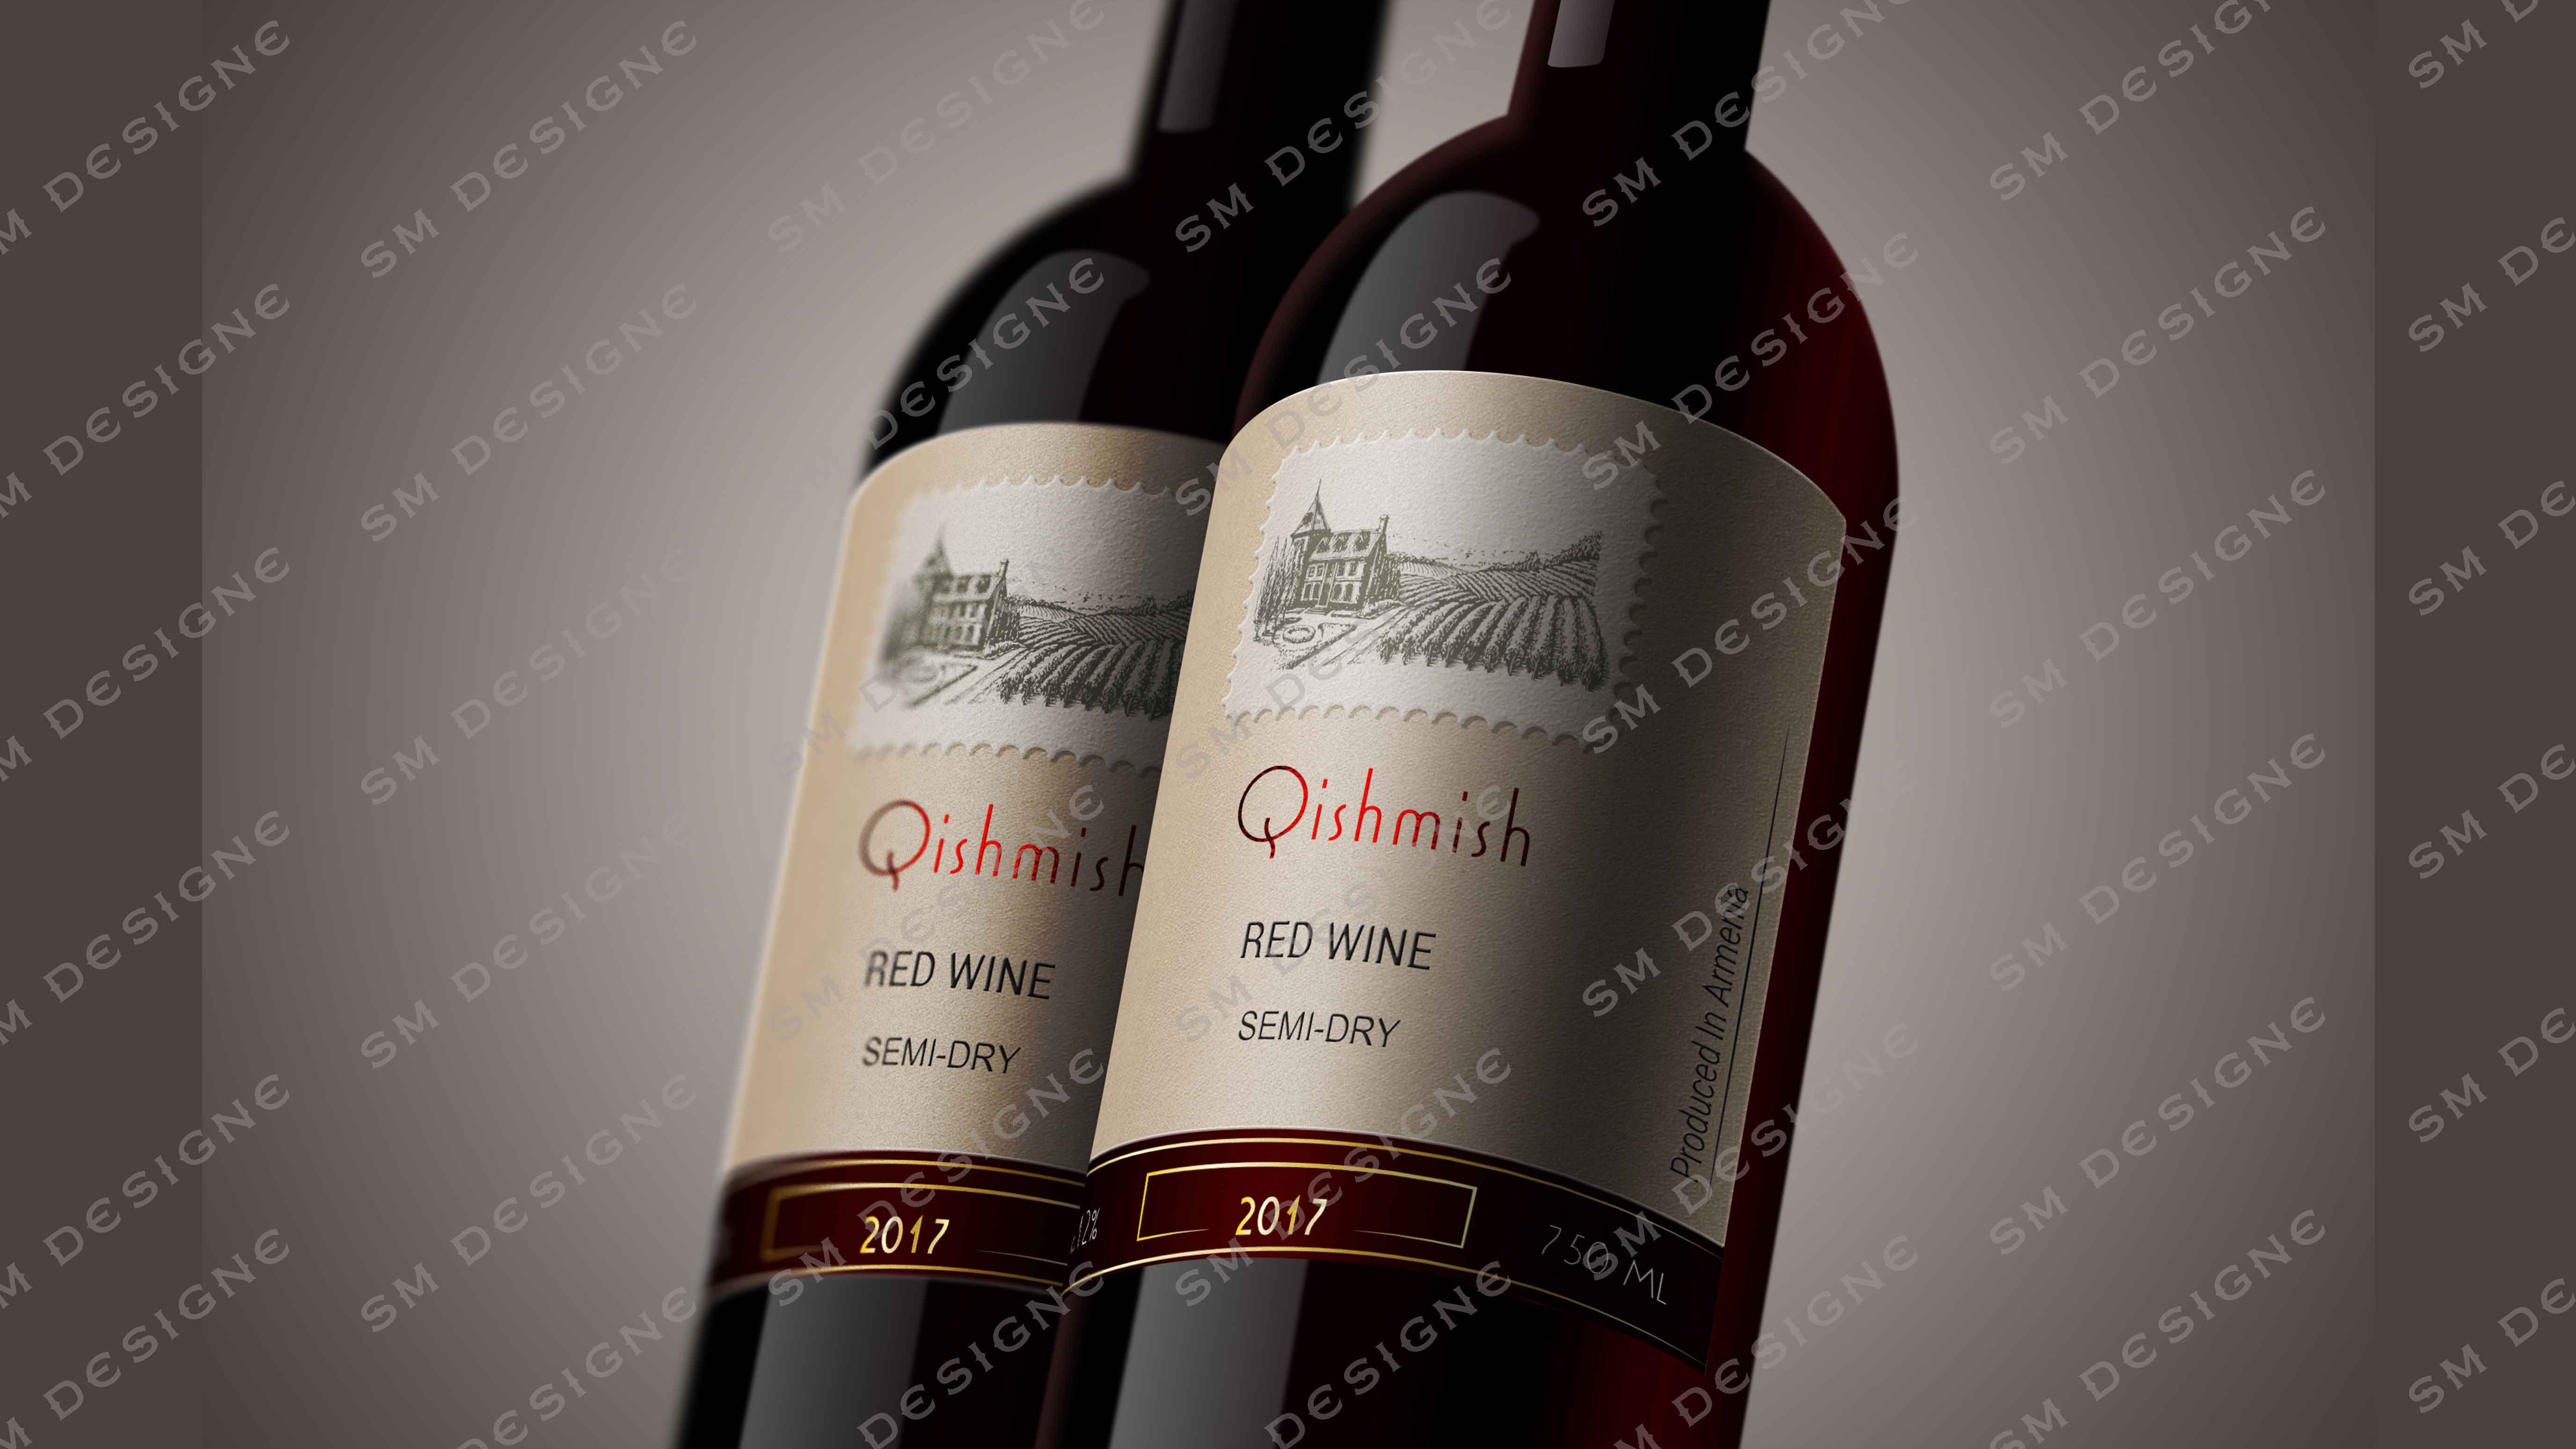 Qishmish
RED WINE
SEMI-DRY
2017
12%
Qishmish
RED WINE
SEMI-DRY
Produced In Armenia
2017
750 ML
SM DESIGNE